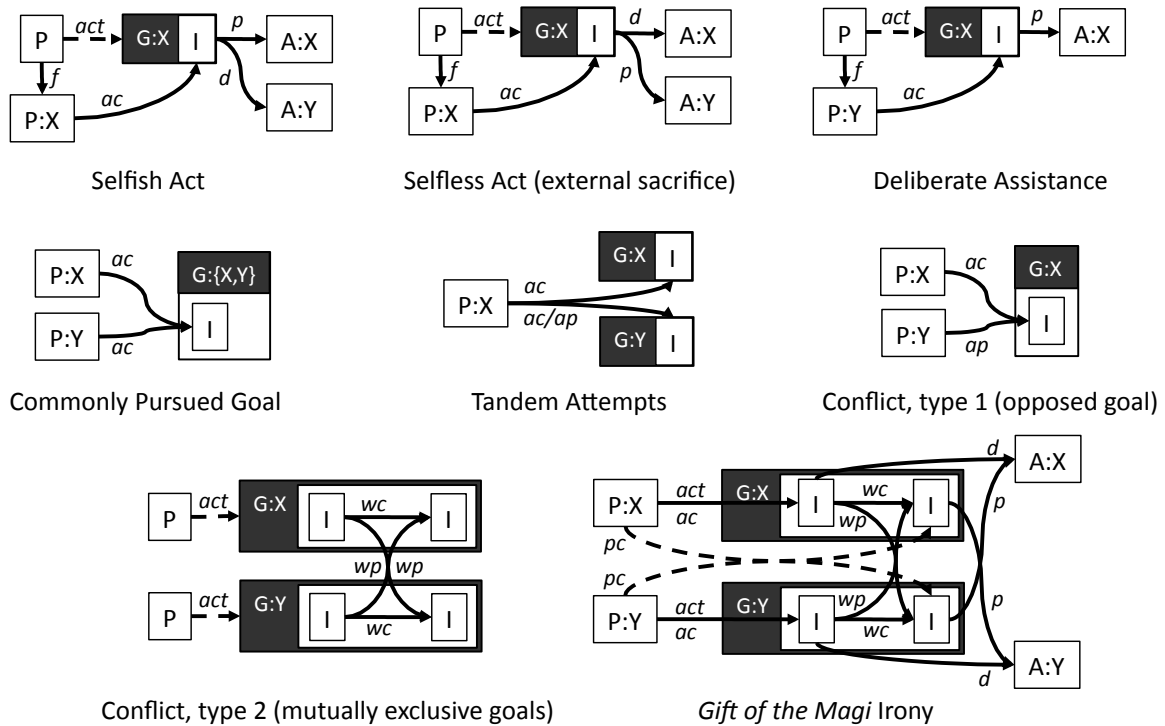 P act G:X I p A:X
f d
P:X ac A:Y
Selfish Act
P act G:X I d A:X
f p
P:X ac A:Y
Selfless Act (external sacrifice)
P act G:X I p A:X
f
P:Y ac
Deliberate Assistance
P:X ac G:{X,Y}
I
P:Y ac
Commonly Pursued Goal
G:X I
P:X ac
ac/ap
G:Y I
Tandem Attempts
P:X ac G:X
I
P:Y ap
Conflict, type 1 (opposed goal)
P act G:X I wc I
wp wp
P act G:Y I wc I
Conflict, type 2 (mutually exclusive goals)
d A:X
P:X act G:X I wc I
ac wp p
pc
pc
P:Y act G:Y I wp I p
ac wc
d A:Y
Gift of the Magi Irony